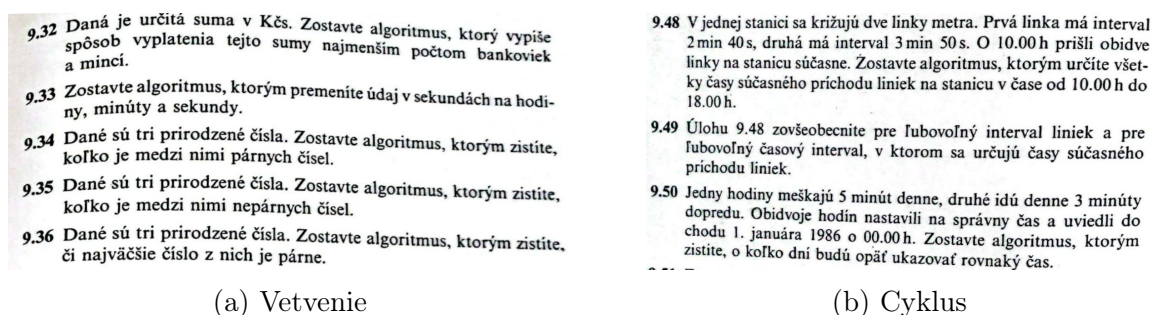 9.32 Daná je určitá suma v Kčs. Zostavte algoritmus, ktorý vypíše
spôsob vyplatenia tejto sumy najmenším počtom bankoviek
a mincí.
9.33 Zostavte algoritmus, ktorým premeníte údaj v sekundách na hodi-
ny, minúty a sekundy.
9.34 Dané sú tri prirodzené čísla. Zostavte algoritmus, ktorým zistíte,
koľko je medzi nimi párnych čísel.
9.35 Dané sú tri prirodzené čísla. Zostavte algoritmus, ktorým zistíte,
koľko je medzi nimi nepárnych čísel.
9.36 Dané sú tri prirodzené čísla. Zostavte algoritmus, ktorým zistíte,
či najväčšie číslo z nich je párne.
(a) Vetvenie
9.48 V jednej stanici sa križujú dve linky metra. Prvá linka má interval
2 min 40 s, druhá má interval 3 min 50 s. O 10.00 h prišli obidve
linky na stanicu súčasne. Zostavte algoritmus, ktorým určíte všet-
ky časy súčasného príchodu liniek na stanicu v čase od 10.00 h do
18.00 h.
9.49 Úlohu 9.48 zovšeobecnite pre ľubovoľný interval liniek a pre
ľubovoľný časový interval, v ktorom sa určujú časy súčasného
príchodu liniek.
9.50 Jedny hodiny meškajú 5 minút denne, druhé idú denne 3 minúty
dopredu. Obidvoje hodín nastavili na správny čas a uviedli do
chodu 1. januára 1986 o 00.00 h. Zostavte algoritmus, ktorým
zistíte, o koľko dní budú opäť ukazovať rovnaký čas.
(b) Cyklus